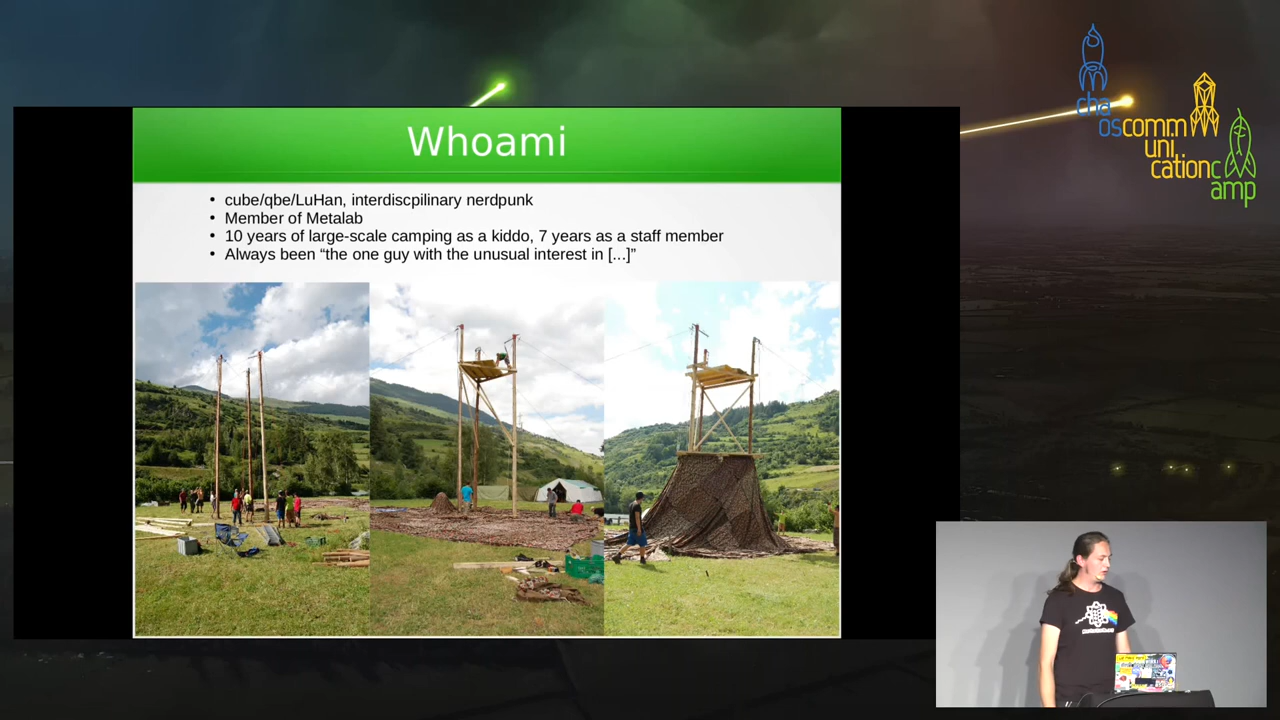 Whoami
cube/qbe/LuHan, interdiscpilinary nerdpunk
Member of Metalab
10 years of large-scale camping as a kiddo, 7 years as a staff member
Always been “the one guy with the unusual interest in [...]”
cha
oscomm
uni
cationc
amp